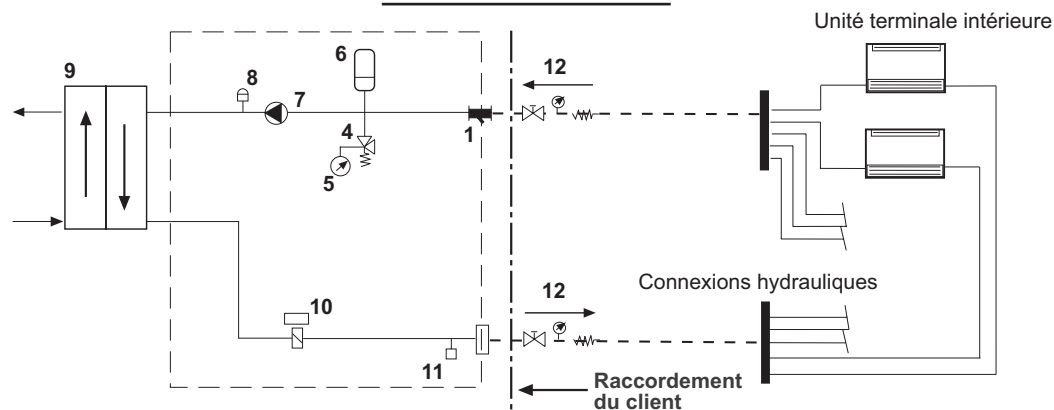 Unité terminale intérieure
6
12
9
8
7
4
1
5
Connexions hydrauliques
12
10
11
Raccordement
du client